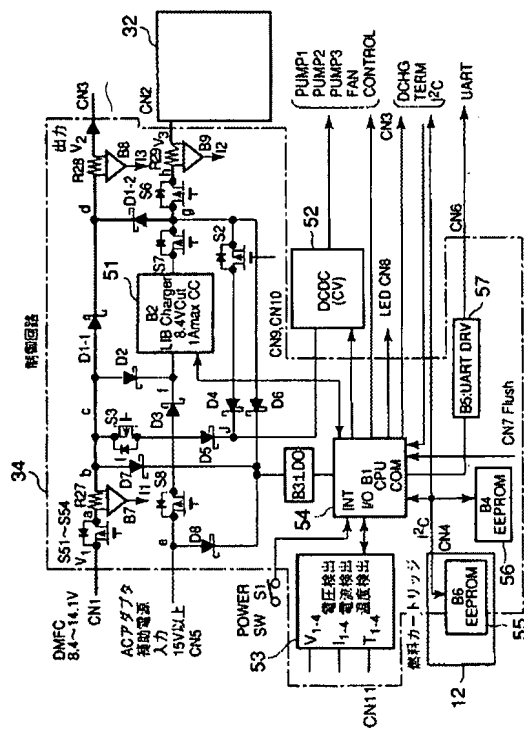 制御回路
34
32
出力
CN3
V2
R28
B8
I3
CN2
D1-2
R29
V3
B9
I2
h
g
S6
S7
S2
d
D1-1
51
B2
LIB Charger
8.4VCut
1Amax CC
D2
D3
f
c
S3
D4
D6
D5
j
S51~S54
V1
a
R27
b
B7
I1
D7
i
S8
D8
e
DMFC
8.4~14.1V
CN1
ACアダプタ
補助電源
入力
15V以上
CN5
CN9,CN10
52
DCDC
(CV)
PUMP1
PUMP2
PUMP3
FAN
CONTROL
CN3
DCHG
TERM
I²C
LED CN8
UART
CN6
57
B5:UART DRV
CN7 Flush
54
INT
I/O B1
CPU
COM
I²C
CN4
POWER
SW
S1
53
V1-4 電圧検出
I1-4 電流検出
T1-4 温度検出
CN11
燃料カートリッジ
B6
EEPROM
12
55
B4
EEPROM
56